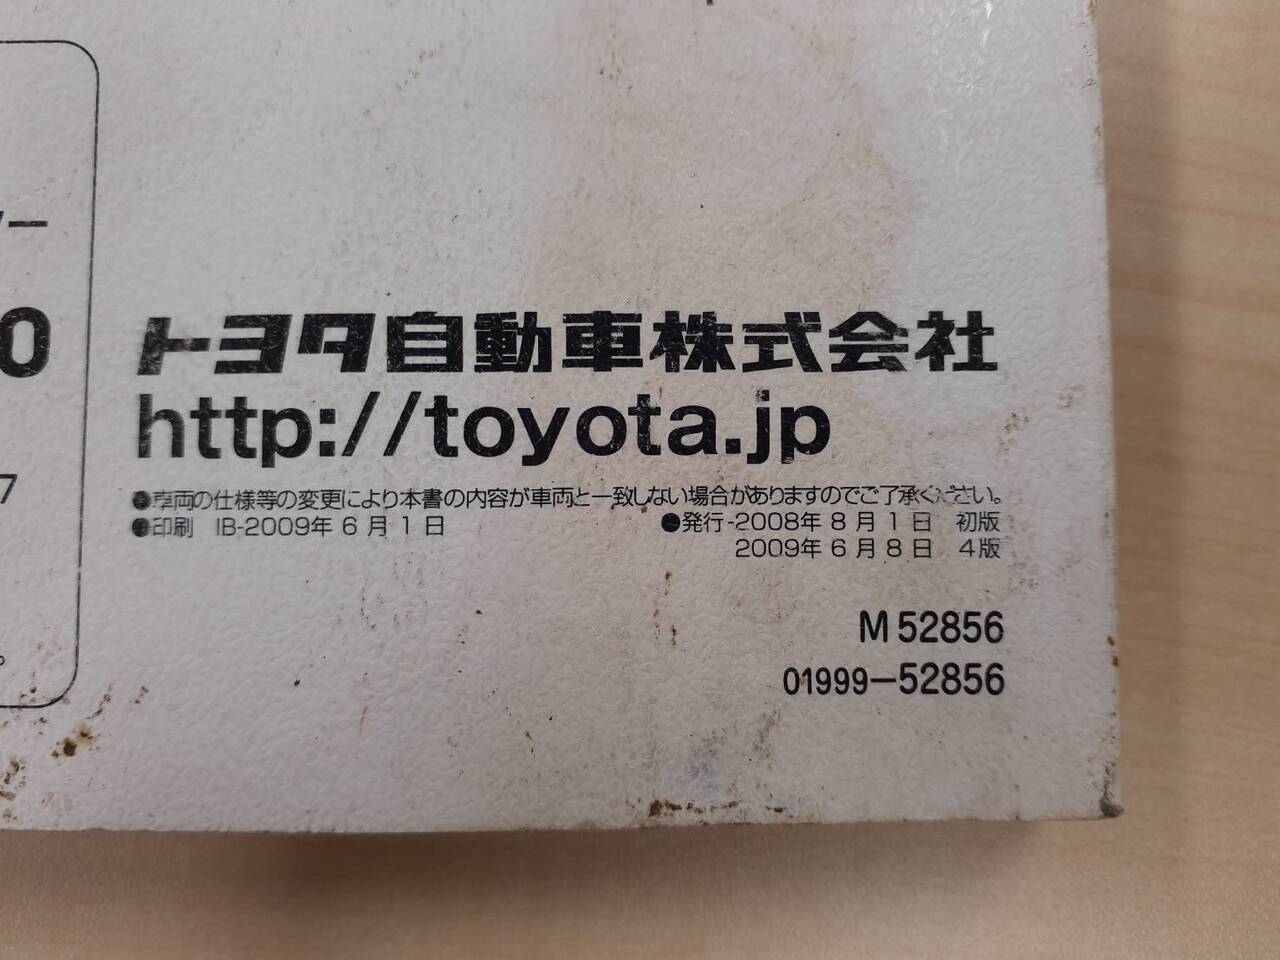 ー
0
7
トヨタ自動車株式会社
http://toyota.jp
●車両の仕様等の変更により本書の内容が車両と一致しない場合がありますのでご了承ください。
●印刷 IB-2009年 6 月 1 日 ●発行-2008年 8 月 1 日 初版
2009年 6 月 8 日 4版
M 52856
01999-52856
。